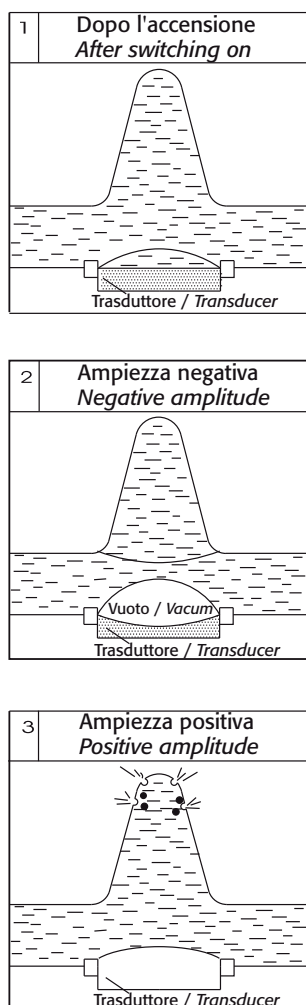 1
Dopo l'accensione
After switching on
Trasduttore / Transducer
2
Ampiezza negativa
Negative amplitude
Vuoto / Vacum
Trasduttore / Transducer
3
Ampiezza positiva
Positive amplitude
Trasduttore / Transducer